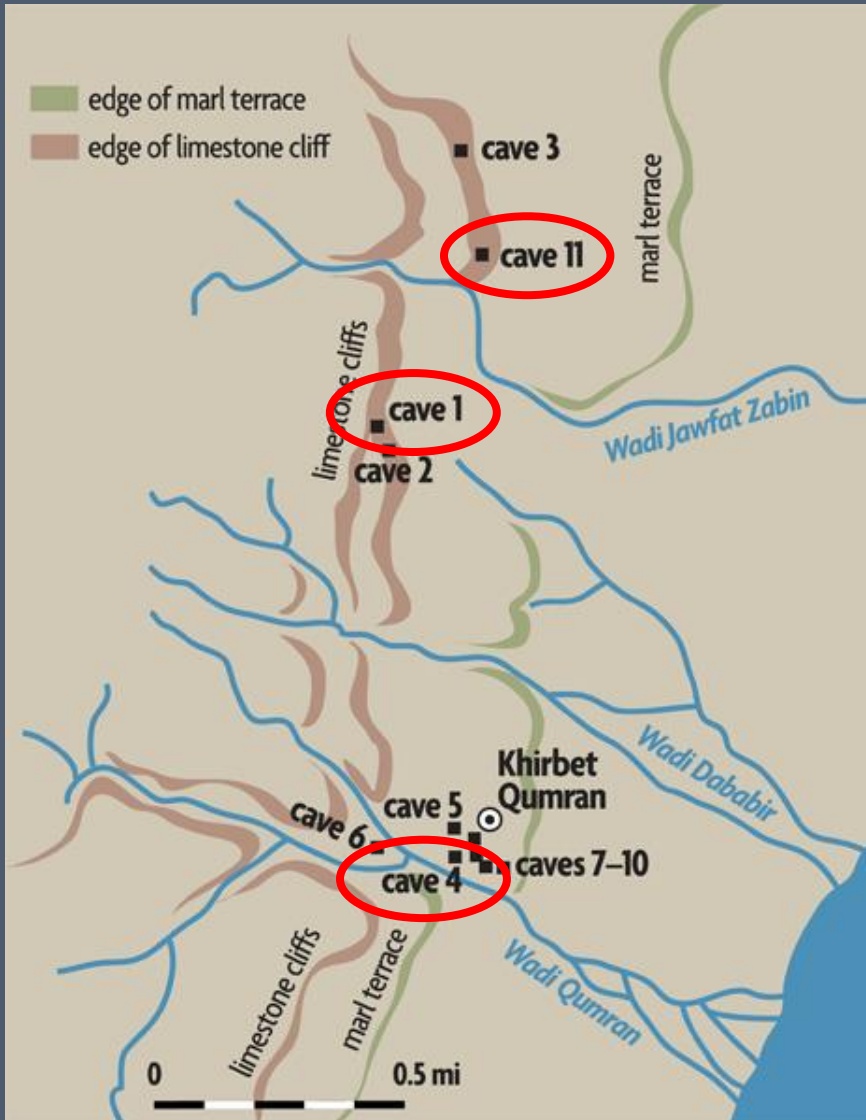 edge of marl terrace
edge of limestone cliff
cave 3
marl terrace
cave 11
limestone cliffs
cave 1
Wadi Jawfat Zabin
cave 2
Wadi Dababir
Khirbet
Qumran
cave 5
cave 6
caves 7–10
cave 4
limestone cliffs
marl terrace
Wadi Qumran
0
0.5 mi